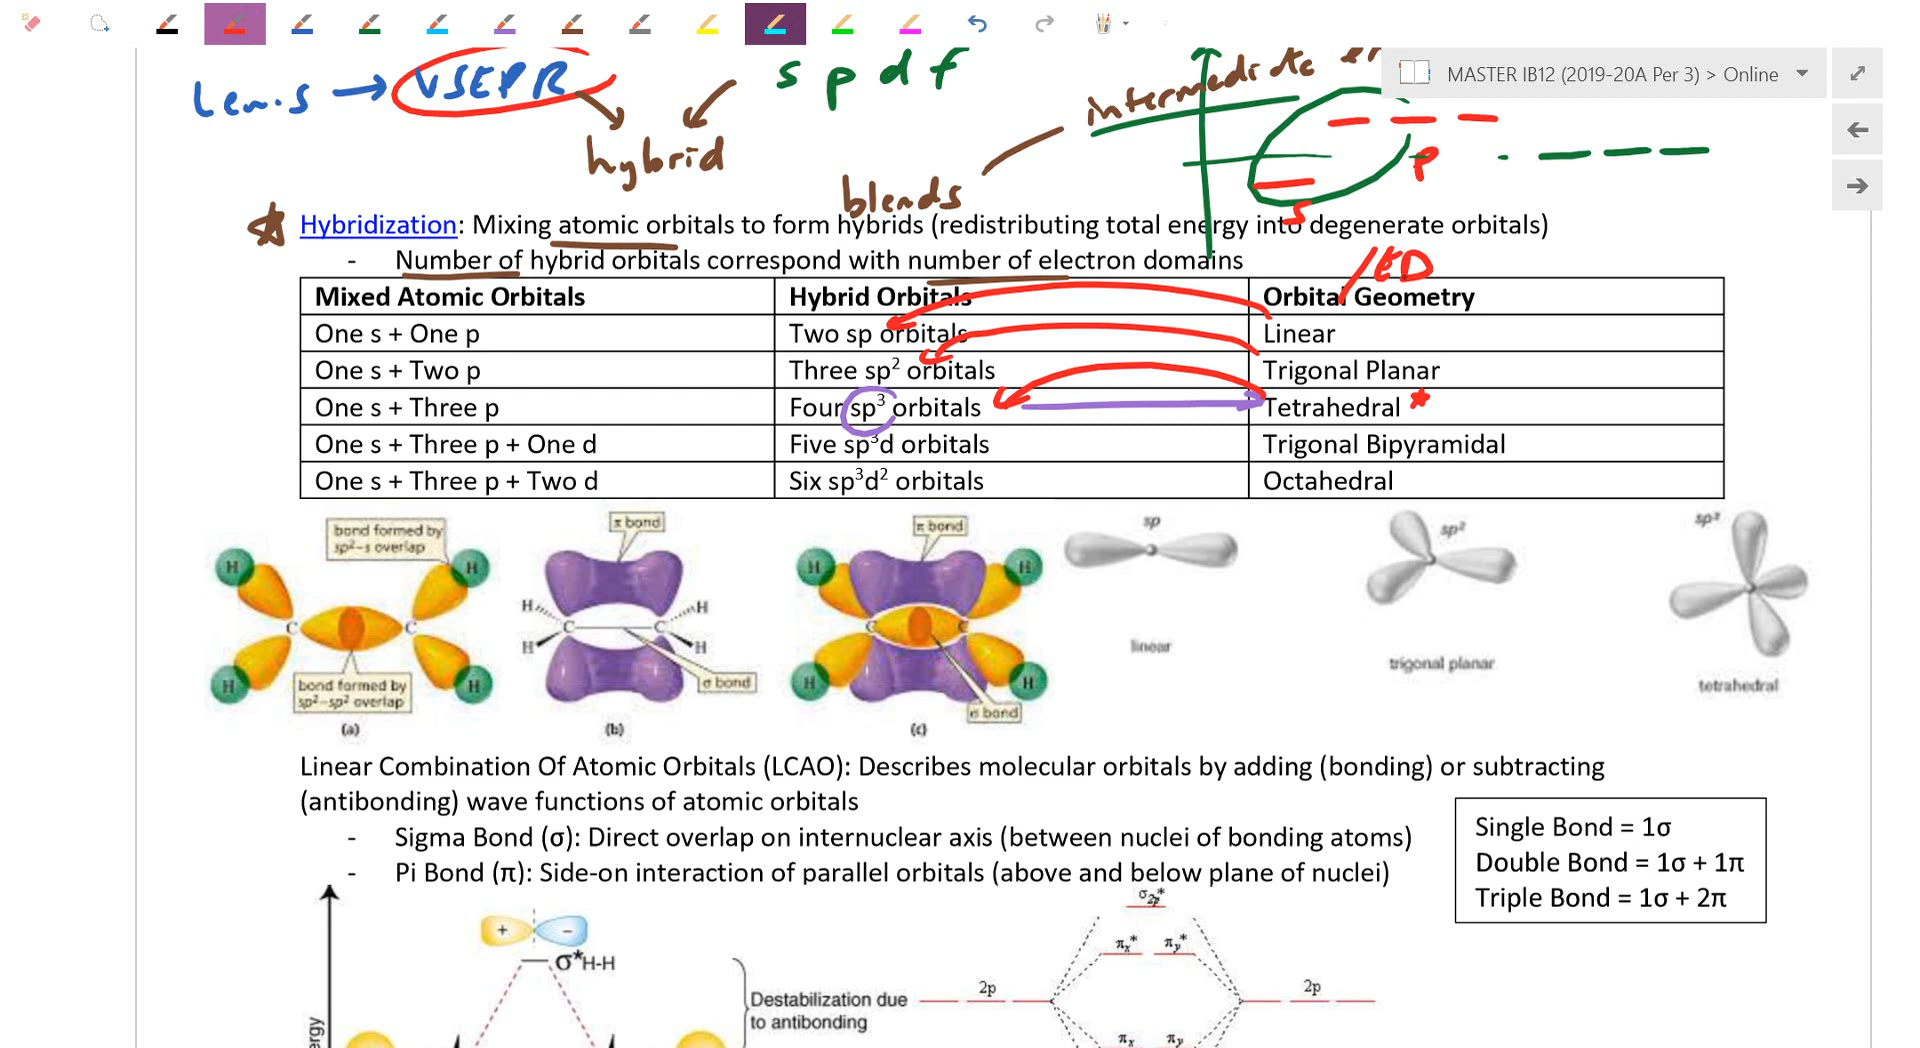 MASTER IB12 (2019-20A Per 3) > Online
Lewis → VSEPR
s p d f
hybrid
blends
intermediate
p
s
Hybridization: Mixing atomic orbitals to form hybrids (redistributing total energy into degenerate orbitals)
- Number of hybrid orbitals correspond with number of electron domains
/ED
Mixed Atomic Orbitals Hybrid Orbitals Orbital Geometry
One s + One p Two sp orbitals Linear
One s + Two p Three sp² orbitals Trigonal Planar
One s + Three p Four sp³ orbitals Tetrahedral *
One s + Three p + One d Five sp³d orbitals Trigonal Bipyramidal
One s + Three p + Two d Six sp³d² orbitals Octahedral
bond formed by
sp²-s overlap
H H
C C
H H
bond formed by
sp²-sp² overlap
(a)
π bond
H H
C C
H H
σ bond
(b)
π bond
H H
C C
H H
σ bond
(c)
sp
linear
sp²
trigonal planar
sp³
tetrahedral
Linear Combination Of Atomic Orbitals (LCAO): Describes molecular orbitals by adding (bonding) or subtracting
(antibonding) wave functions of atomic orbitals
- Sigma Bond (σ): Direct overlap on internuclear axis (between nuclei of bonding atoms)
- Pi Bond (π): Side-on interaction of parallel orbitals (above and below plane of nuclei)
Single Bond = 1σ
Double Bond = 1σ + 1π
Triple Bond = 1σ + 2π
+ −
σ*H-H
Destabilization due
to antibonding
σ2p*
πx* πy*
2p 2p
πx πy